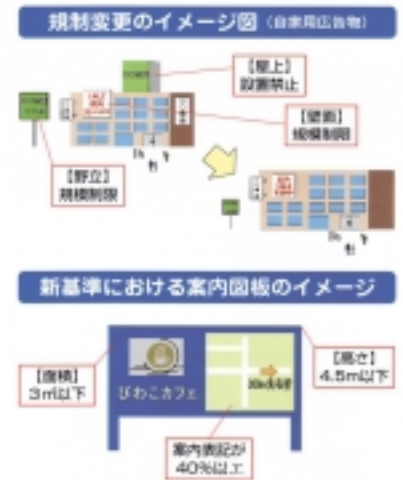 規制変更のイメージ図（自家用広告物）
【屋上】
設置禁止
【壁面】
規模制限
【野立】
規模制限
新基準における案内図板のイメージ
【面積】
3㎡以下
びわこカフェ
【高さ】
4.5m以下
案内表記が
40%以上